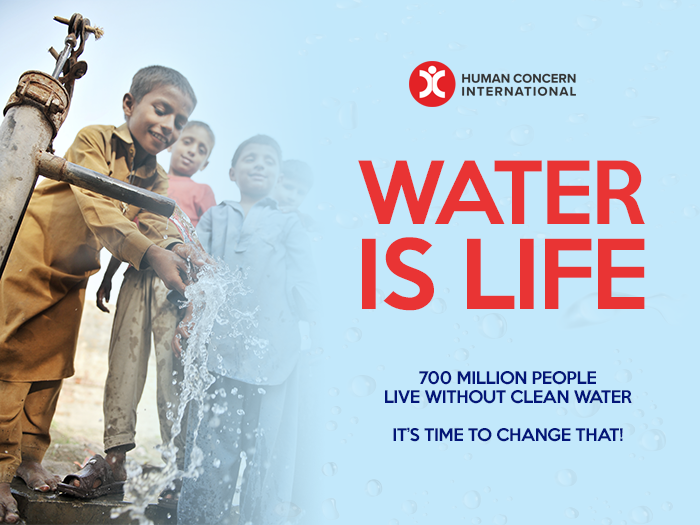 HUMAN CONCERN
INTERNATIONAL
WATER
IS LIFE
700 MILLION PEOPLE
LIVE WITHOUT CLEAN WATER
IT'S TIME TO CHANGE THAT!